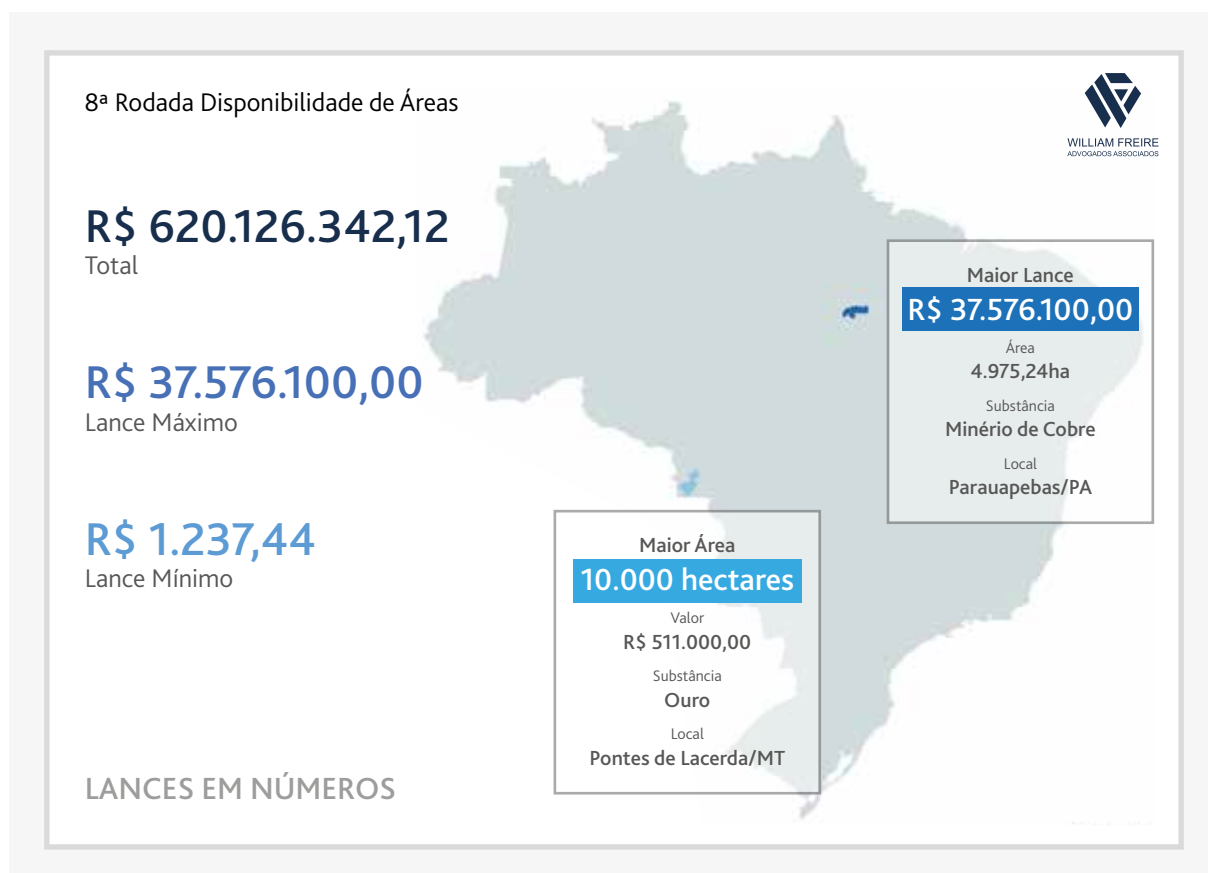 8ª Rodada Disponibilidade de Áreas
WILLIAM FREIRE
ADVOGADOS ASSOCIADOS
R$ 620.126.342,12
Total
R$ 37.576.100,00
Lance Máximo
R$ 1.237,44
Lance Mínimo
Maior Lance
R$ 37.576.100,00
Área
4.975,24ha
Substância
Minério de Cobre
Local
Parauapebas/PA
Maior Área
10.000 hectares
Valor
R$ 511.000,00
Substância
Ouro
Local
Pontes de Lacerda/MT
LANCES EM NÚMEROS